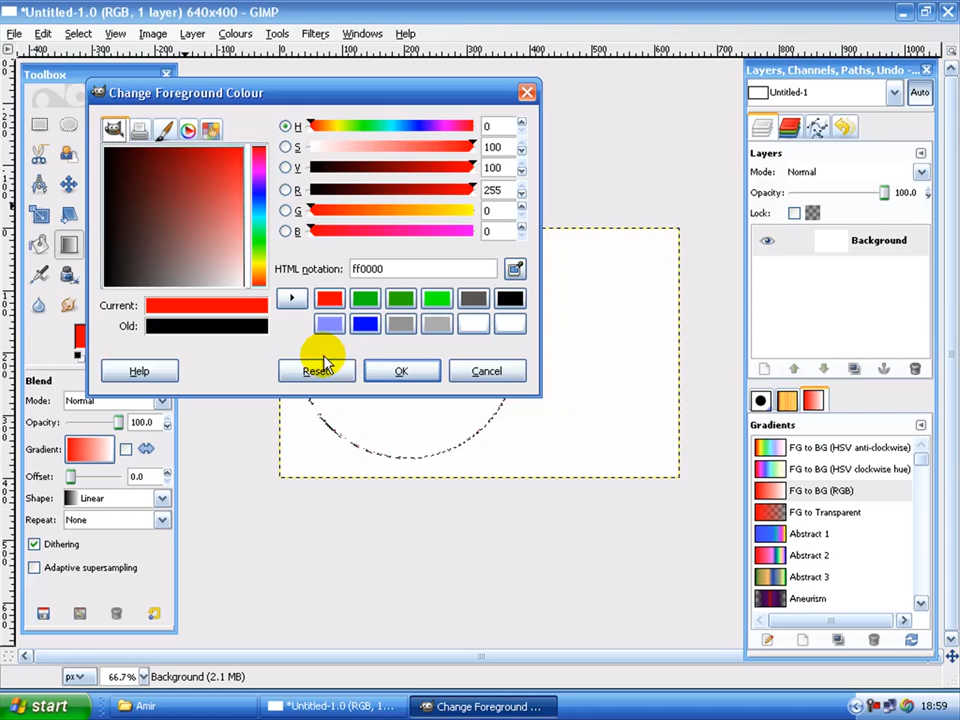 *Untitled-1.0 (RGB, 1 layer) 640x400 - GIMP
File Edit Select View Image Layer Colours Tools Filters Windows Help
Toolbox
Change Foreground Colour
H 0
S 100
V 100
R 255
G 0
B 0
HTML notation: ff0000
Current:
Old:
Help Reset OK Cancel
Blend
Mode: Normal
Opacity: 100.0
Gradient:
Offset: 0.0
Shape: Linear
Repeat: None
Dithering
Adaptive supersampling
Layers, Channels, Paths, Undo -...
Untitled-1 Auto
Layers
Mode: Normal
Opacity: 100.0
Lock:
Background
Gradients
FG to BG (HSV anti-clockwise)
FG to BG (HSV clockwise hue)
FG to BG (RGB)
FG to Transparent
Abstract 1
Abstract 2
Abstract 3
Aneurism
px 66.7% Background (2.1 MB)
start Amir *Untitled-1.0 (RGB, 1... Change Foreground ... 18:59